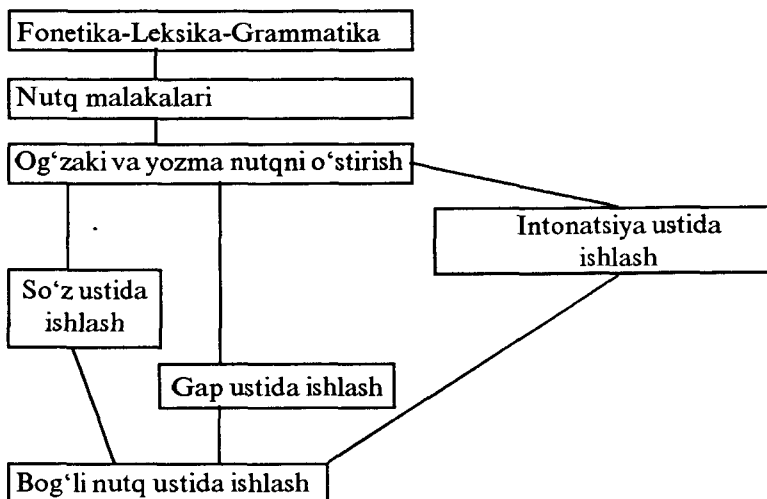 Fonetika-Leksika-Grammatika
Nutq malakalari
Og‘zaki va yozma nutqni o‘stirish
Intonatsiya ustida
ishlash
So‘z ustida
ishlash
Gap ustida ishlash
Bog‘li nutq ustida ishlash